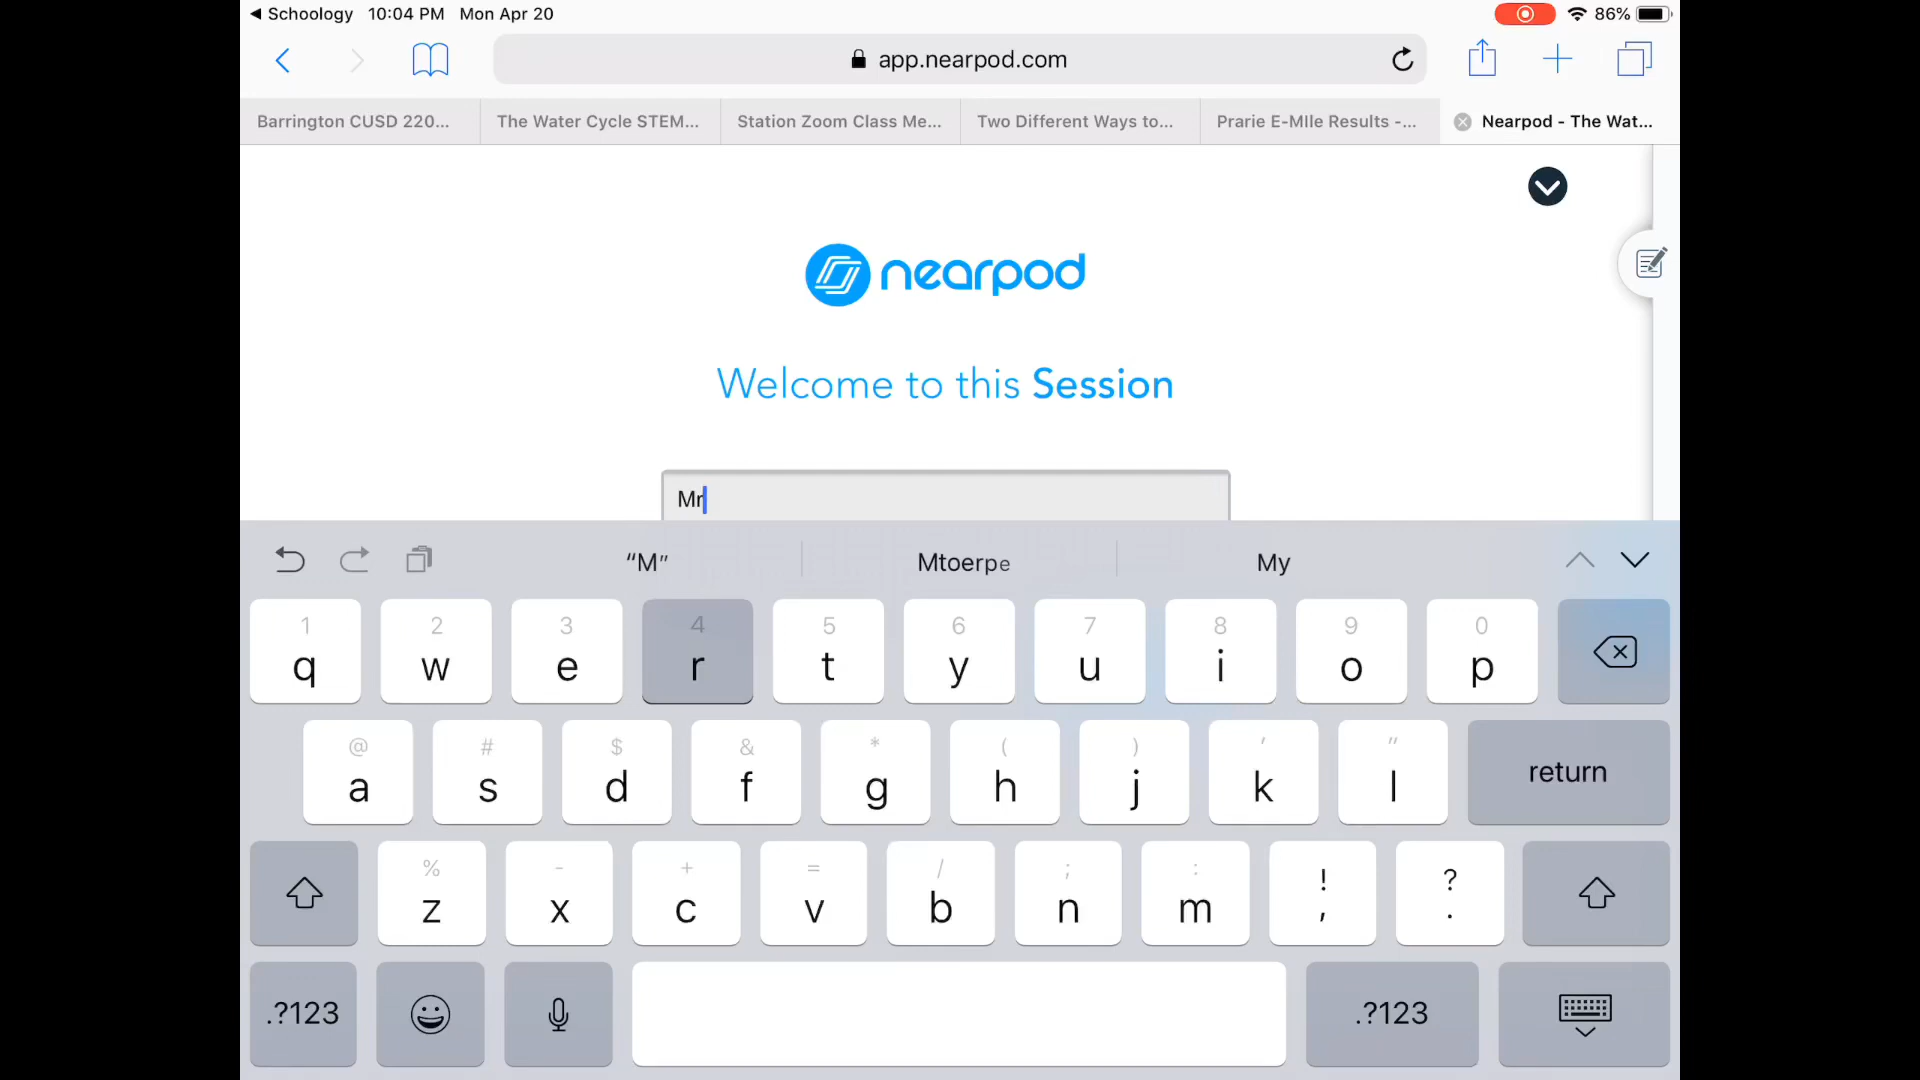 Schoology 10:04 PM Mon Apr 20 86%
app.nearpod.com
Barrington CUSD 220... The Water Cycle STEM... Station Zoom Class Me... Two Different Ways to... Prarie E-MIle Results -... Nearpod - The Wat...
nearpod
Welcome to this Session
Mr
“M” Mtoerpe My
1 2 3 4 5 6 7 8 9 0
q w e r t y u i o p
@ # $ & * ( ) ' "
a s d f g h j k l return
% - + = / ; : ! ?
z x c v b n m , .
.?123 .?123